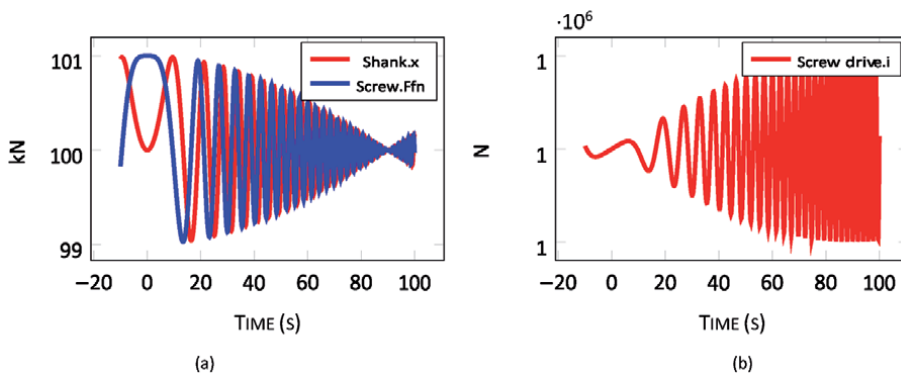 ·10⁶
101
100
99
kN
Shank.x
Screw.Ffn
−20 0 20 40 60 80 100
TIME (S)
(a)
1
1
1
N
Screw drive.i
−20 0 20 40 60 80 100
TIME (S)
(b)